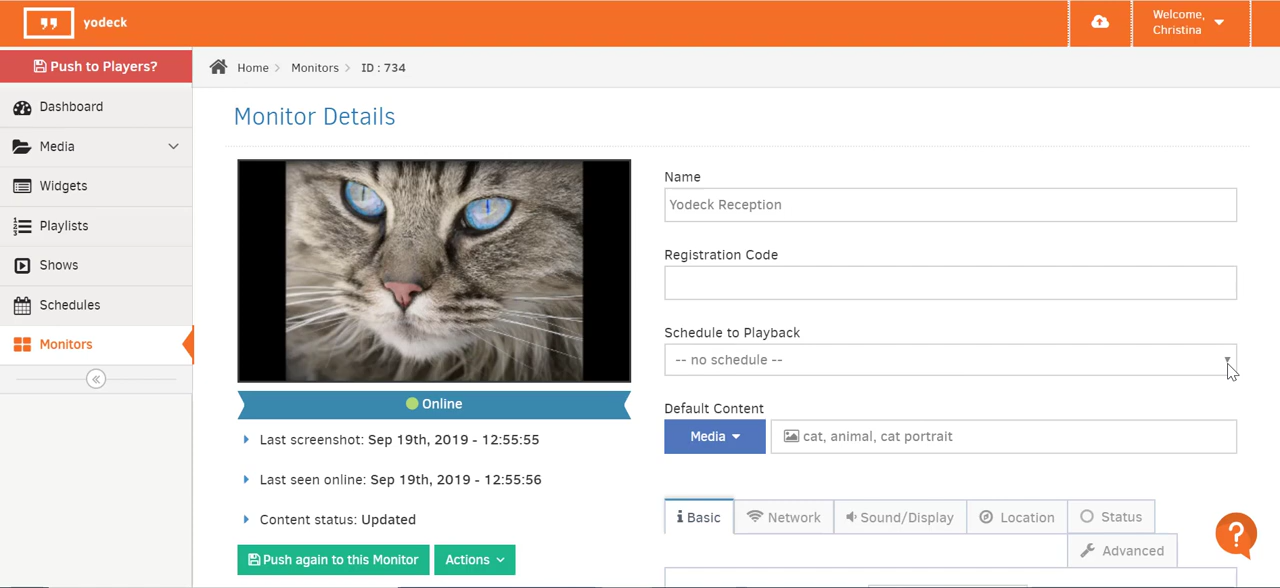 yodeck
Welcome,
Christina
Push to Players?
Home
Monitors
ID : 734
Dashboard
Media
Widgets
Playlists
Shows
Schedules
Monitors
Monitor Details
Online
Last screenshot: Sep 19th, 2019 - 12:55:55
Last seen online: Sep 19th, 2019 - 12:55:56
Content status: Updated
Push again to this Monitor
Actions
Name
Yodeck Reception
Registration Code
Schedule to Playback
-- no schedule --
Default Content
Media
cat, animal, cat portrait
Basic
Network
Sound/Display
Location
Status
Advanced
?